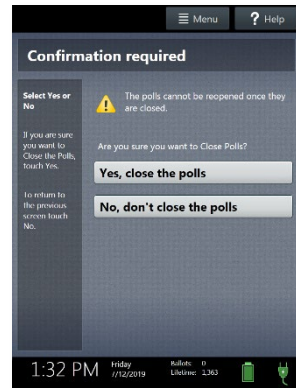 Menu
? Help
Confirmation required
Select Yes or
No
If you are sure
you want to
Close the Polls,
touch Yes.
To return to
the previous
screen touch
No.
The polls cannot be reopened once they
are closed.
Are you sure you want to Close Polls?
Yes, close the polls
No, don't close the polls
1:32 PM
Friday
7/12/2019
Ballots: 0
Lifetime: 1,363